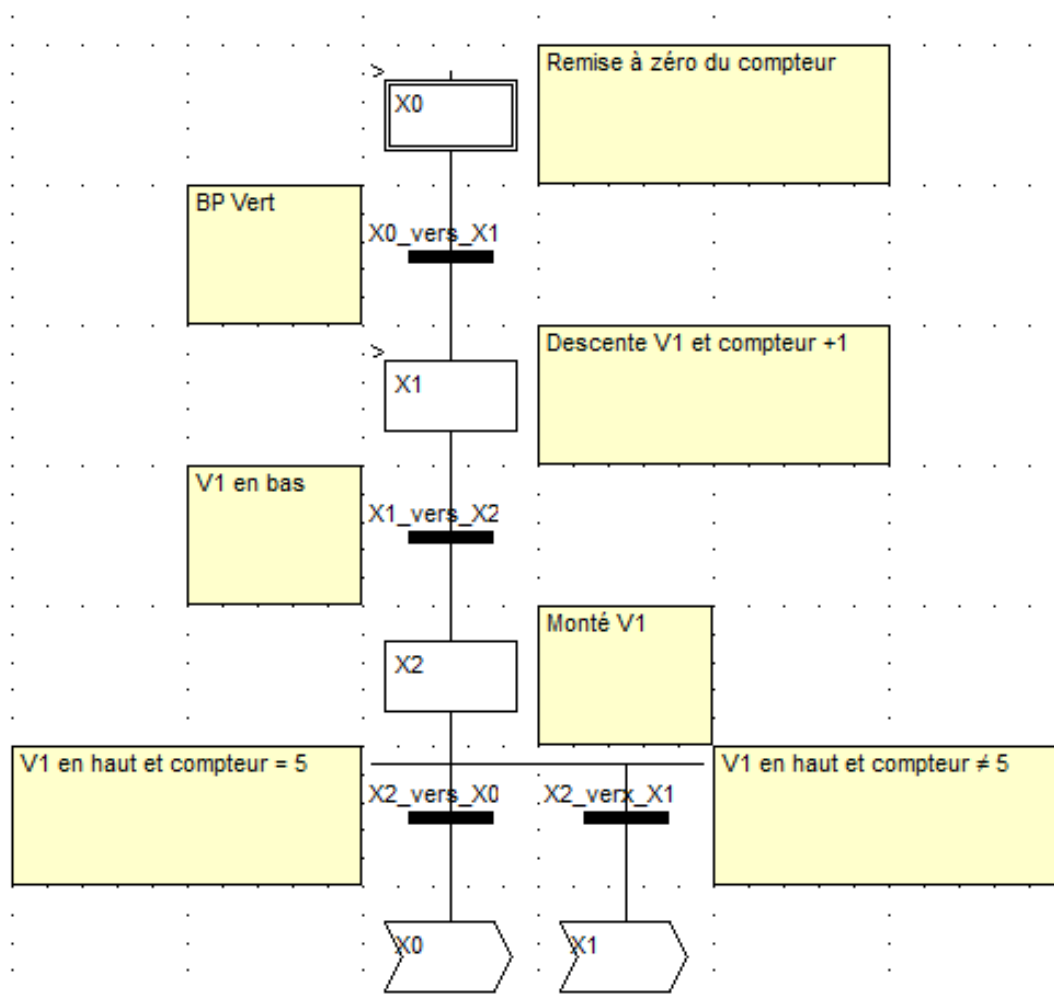 Remise à zéro du compteur
X0
BP Vert
X0_vers_X1
Descente V1 et compteur +1
X1
V1 en bas
X1_vers_X2
Monté V1
X2
V1 en haut et compteur = 5
V1 en haut et compteur ≠ 5
X2_vers_X0
X2_verx_X1
X0
X1